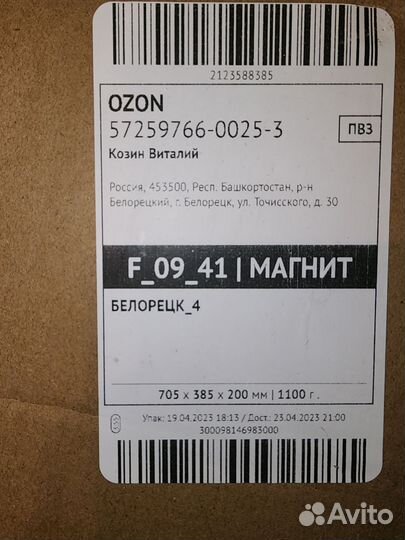 2123588385
OZON
57259766-0025-3
ПВЗ
Козин Виталий
Россия, 453500, Респ. Башкортостан, р-н
Белорецкий, г. Белорецк, ул. Точисского, д. 30
F_09_41 | МАГНИТ
БЕЛОРЕЦК_4
705 x 385 x 200 мм | 1100 г.
Упак: 19.04.2023 18:13 / Дост.: 23.04.2023 21:00
300098146983000
Avito